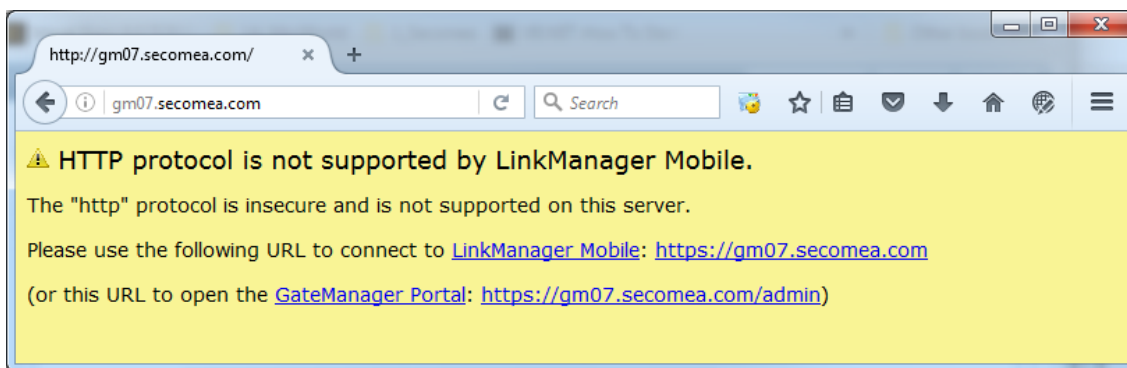 http://gm07.secomea.com/
gm07.secomea.com
Search
HTTP protocol is not supported by LinkManager Mobile.
The "http" protocol is insecure and is not supported on this server.
Please use the following URL to connect to LinkManager Mobile: https://gm07.secomea.com
(or this URL to open the GateManager Portal: https://gm07.secomea.com/admin)